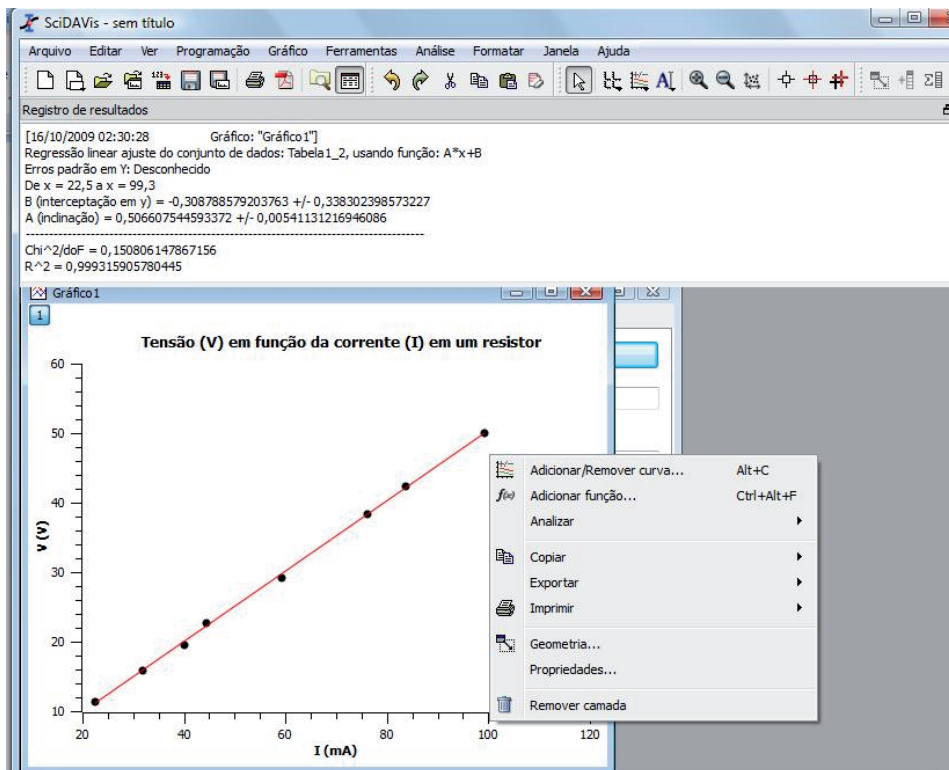 SciDAVis - sem título
Arquivo Editar Ver Programação Gráfico Ferramentas Análise Formatar Janela Ajuda
Registro de resultados
[16/10/2009 02:30:28 Gráfico: "Gráfico1"]
Regressão linear ajuste do conjunto de dados: Tabela1_2, usando função: A*x+B
Erros padrão em Y: Desconhecido
De x = 22,5 a x = 99,3
B (interceptação em y) = -0,308788579203763 +/- 0,338302398573227
A (inclinação) = 0,506607544593372 +/- 0,00541131216946086
--------------------------------------------------------------------------------------
Chi^2/doF = 0,150806147867156
R^2 = 0,999315905780445
Gráfico1
1
Tensão (V) em função da corrente (I) em um resistor
60
50
40
30
20
10
V (V)
20 40 60 80 100 120
I (mA)
Adicionar/Remover curva... Alt+C
f(x) Adicionar função... Ctrl+Alt+F
Analizar
Copiar
Exportar
Imprimir
Geometria...
Propriedades...
Remover camada